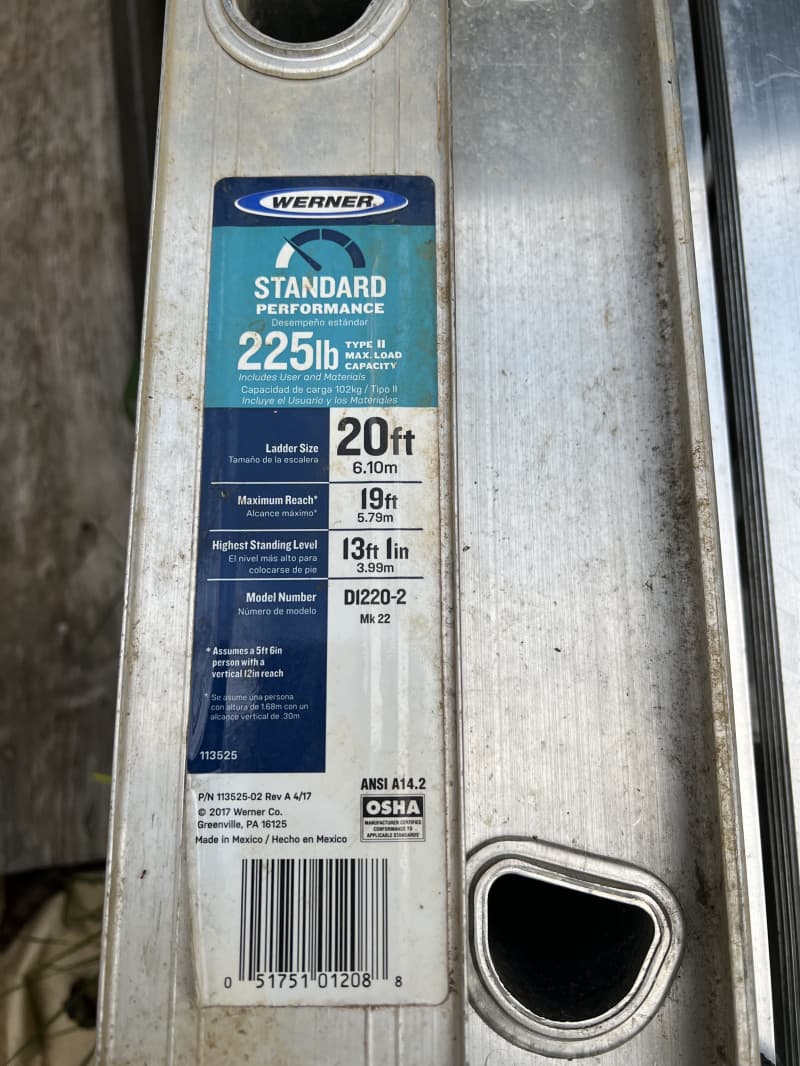 WERNER
STANDARD
PERFORMANCE
Desempeño estándar
225lb TYPE II
MAX. LOAD
CAPACITY
Includes User and Materials
Capacidad de carga 102kg / Tipo II
Incluye el Usuario y los Materiales
Ladder Size 20ft
Tamaño de la escalera 6.10m
Maximum Reach* 19ft
Alcance máximo* 5.79m
Highest Standing Level 13ft 1in
El nivel más alto para 3.99m
colocarse de pie
Model Number D1220-2
Número de modelo Mk 22
* Assumes a 5ft 6in
person with a
vertical 12in reach
* Se asume una persona
con altura de 1.68m con un
alcance vertical de .30m
113525
P/N 113525-02 Rev A 4/17
© 2017 Werner Co.
Greenville, PA 16125
Made in Mexico / Hecho en Mexico
ANSI A14.2
OSHA
MANUFACTURER CERTIFIES
CONFORMANCE TO
APPLICABLE STANDARDS
0 51751 01208 8